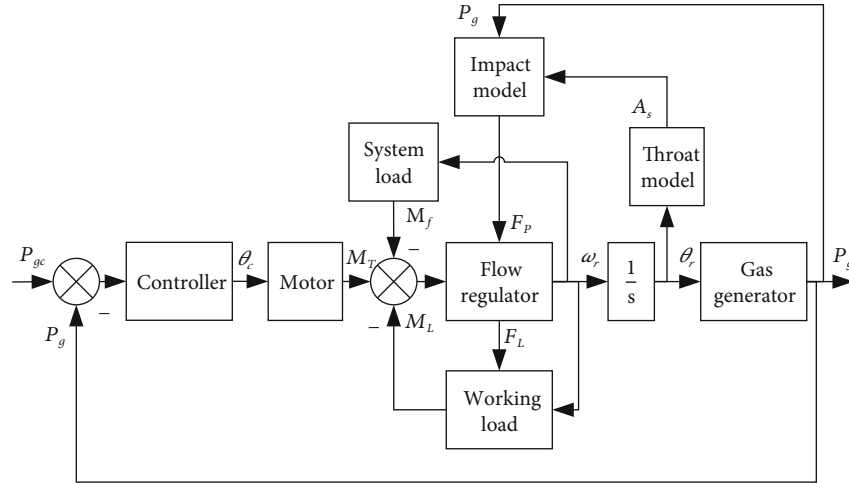 P_g
Impact
model
A_s
System
load
Throat
model
M_f
F_P
P_gc
Controller
θ_c
Motor
M_T
−
Flow
regulator
ω_r
1
s
θ_r
Gas
generator
P_g
−
P_g
−
M_L
F_L
Working
load